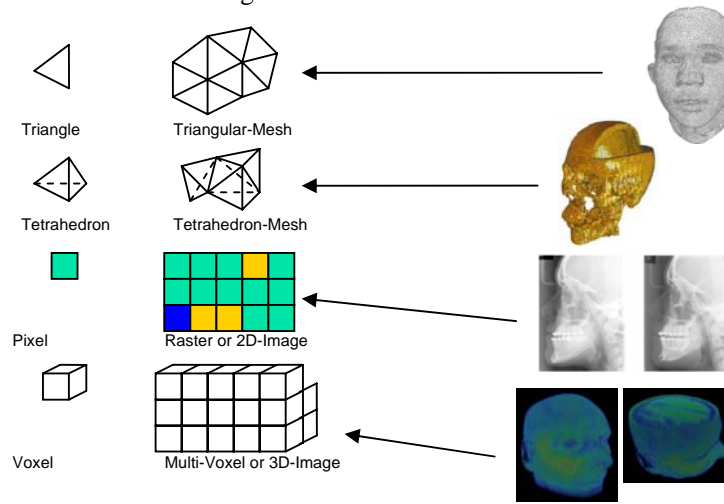 Triangle
Triangular-Mesh
Tetrahedron
Tetrahedron-Mesh
Pixel
Raster or 2D-Image
Voxel
Multi-Voxel or 3D-Image